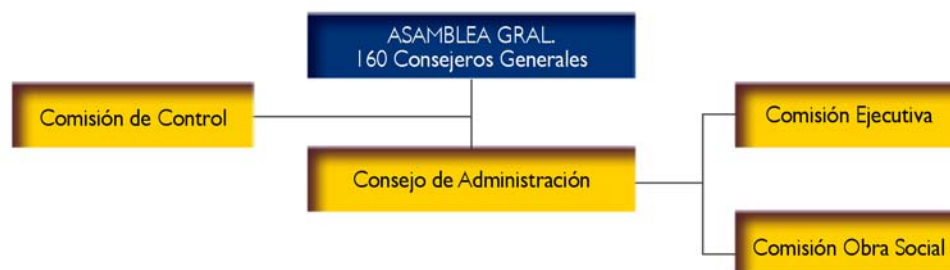 ASAMBLEA GRAL.
160 Consejeros Generales
Comisión de Control
Comisión Ejecutiva
Consejo de Administración
Comisión Obra Social